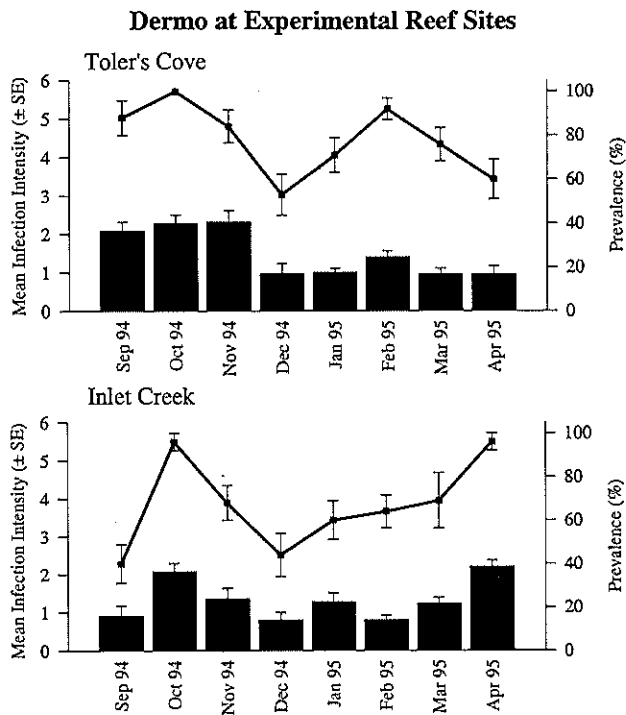 Dermo at Experimental Reef Sites
Toler's Cove
Mean Infection Intensity (± SE)
6
5
4
3
2
1
0
100
80
60
40
20
0
Prevalence (%)
Sep 94
Oct 94
Nov 94
Dec 94
Jan 95
Feb 95
Mar 95
Apr 95
Inlet Creek
Mean Infection Intensity (± SE)
6
5
4
3
2
1
0
100
80
60
40
20
0
Prevalence (%)
Sep 94
Oct 94
Nov 94
Dec 94
Jan 95
Feb 95
Mar 95
Apr 95